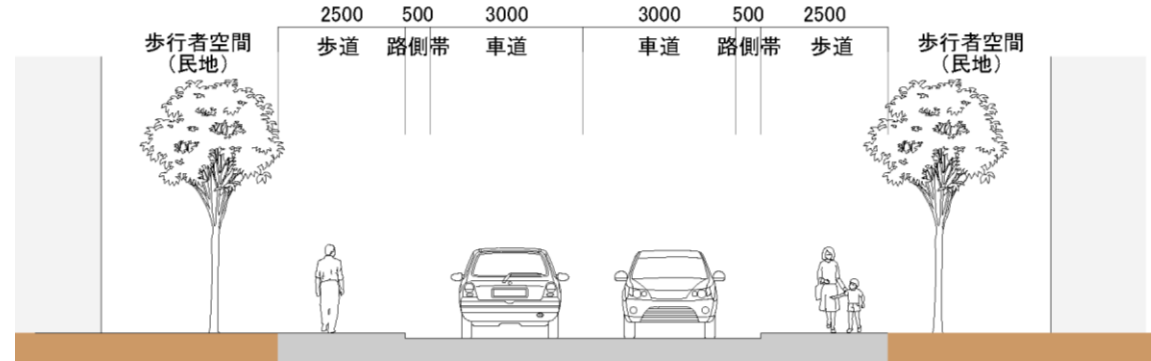 2500 500 3000 3000 500 2500
歩行者空間 歩道 路側帯 車道 車道 路側帯 歩道 歩行者空間
（民地） （民地）